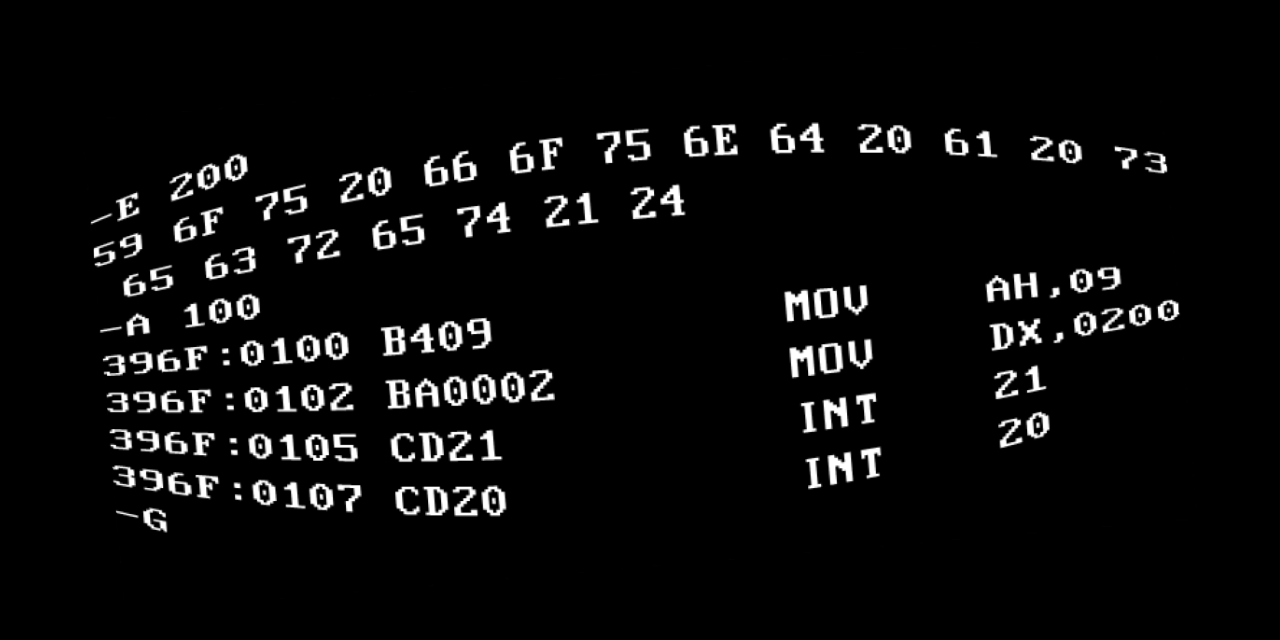 -E 200
59 6F 75 20 66 6F 75 6E 64 20 61 20 73
65 63 72 65 74 21 24
-A 100
396F:0100 B409 MOV AH,09
396F:0102 BA0002 MOV DX,0200
396F:0105 CD21 INT 21
396F:0107 CD20 INT 20
-G